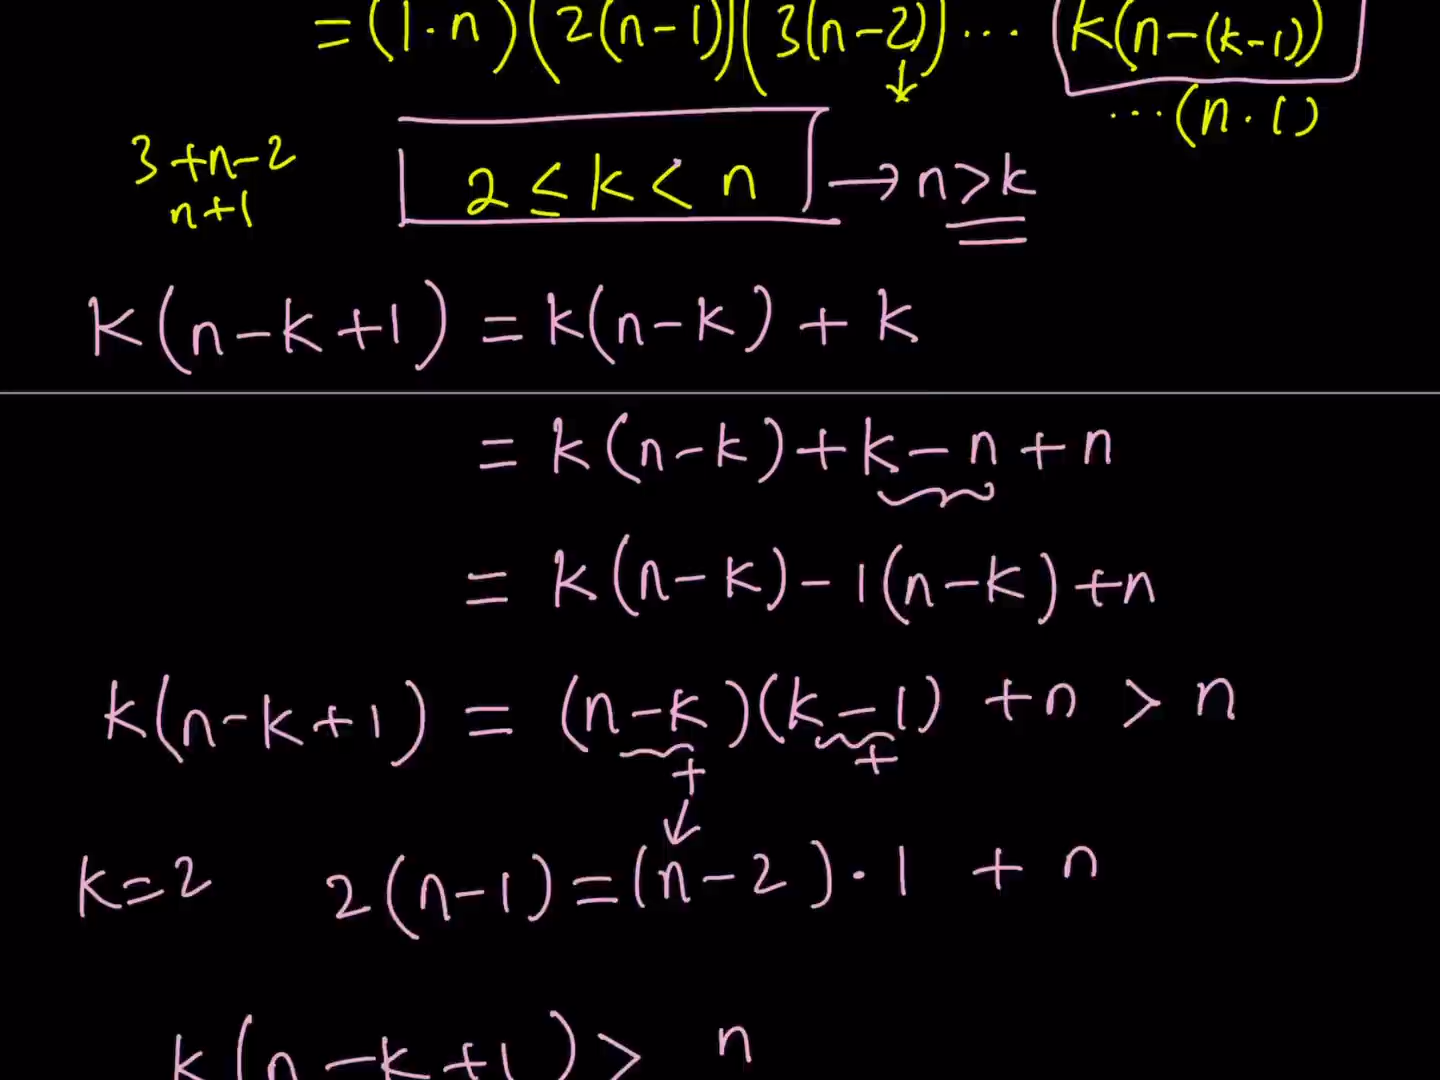 = (1·n)(2(n-1))(3(n-2)) ··· (k(n-(k-1))
··· (n·1)
3+n-2
n+1
2 ≤ k < n → n>k
k(n-k+1) = k(n-k) + k
= k(n-k)+k-n+n
= k(n-k)-1(n-k)+n
k(n-k+1) = (n-k)(k-1) +n > n
+ +
↓
k=2 2(n-1)=(n-2)·1 + n
k(n-k+1) > n